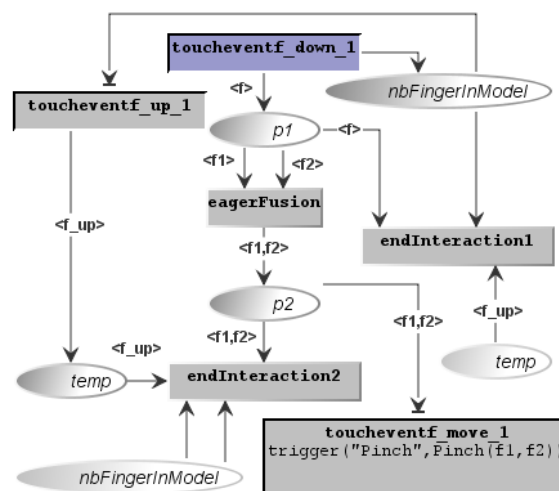 toucheventf_down_1
toucheventf_up_1
nbFingerInModel
<f>
p1
<f>
<f1>
<f2>
eagerFusion
<f_up>
endInteraction1
<f1,f2>
p2
<f_up>
<f1,f2>
<f1,f2>
<f_up>
temp
temp
endInteraction2
toucheventf_move_1
trigger("Pinch",Pinch(f1,f2))
nbFingerInModel